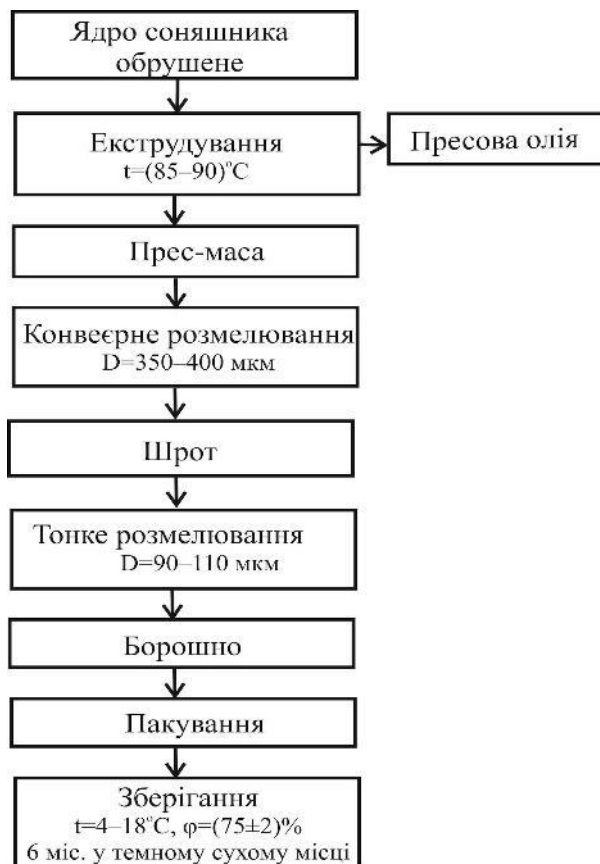 Ядро соняшника
обрушене
Екструдування
t=(85–90)°C
Пресова олія
Прес-маса
Конвеєрне розмелювання
D=350–400 мкм
Шрот
Тонке розмелювання
D=90–110 мкм
Борошно
Пакування
Зберігання
t=4–18°C, φ=(75±2)%
6 міс. у темному сухому місці